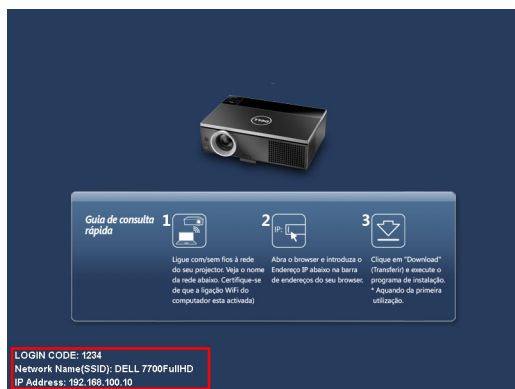 DELL
Guia de consulta
rápida
1
IP:
2
3
Ligue com/sem fios à rede
do seu projector. Veja o nome
da rede abaixo. Certifique-se
de que a ligação WiFi do
computador esta activada)
Abra o browser e introduza o
Endereço IP abaixo na barra
de endereços do seu browser.
Clique em "Download"
(Transferir) e execute o
programa de instalação.
* Aquando da primeira
utilização.
LOGIN CODE: 1234
Network Name(SSID): DELL 7700FullHD
IP Address: 192.168.100.10